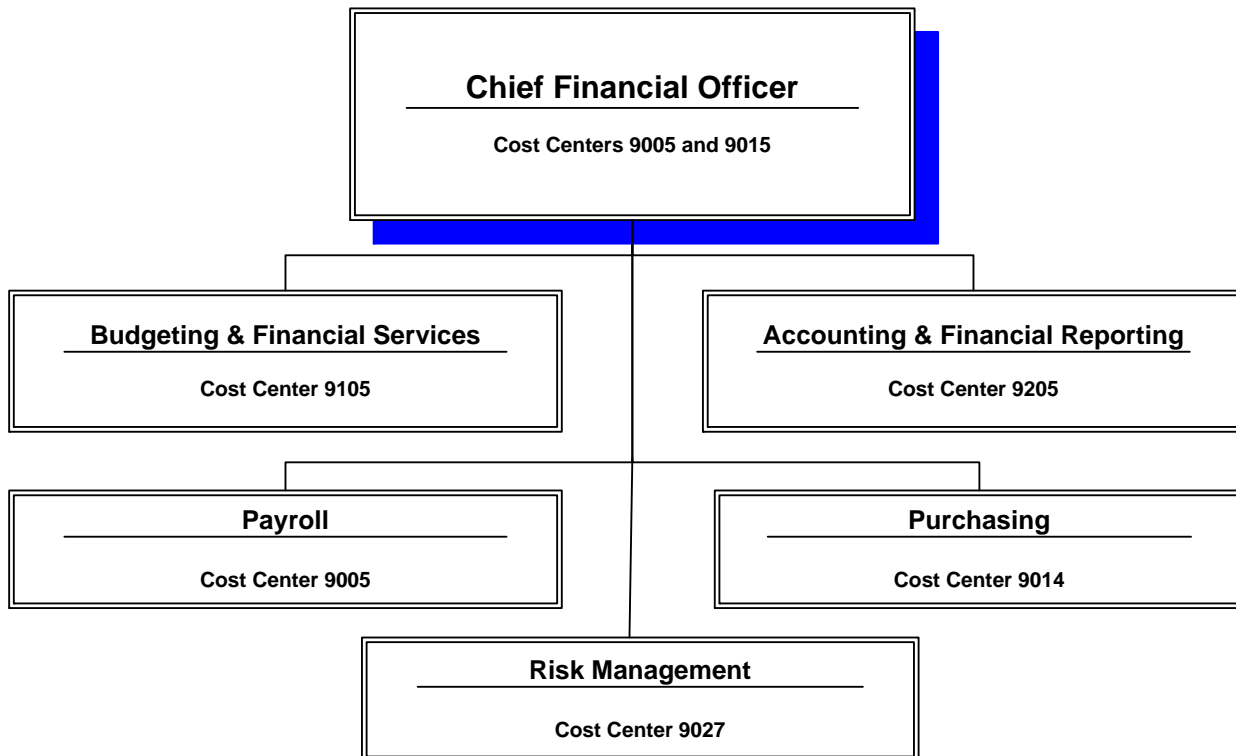 Chief Financial Officer
Cost Centers 9005 and 9015
Budgeting & Financial Services
Cost Center 9105
Accounting & Financial Reporting
Cost Center 9205
Payroll
Cost Center 9005
Purchasing
Cost Center 9014
Risk Management
Cost Center 9027